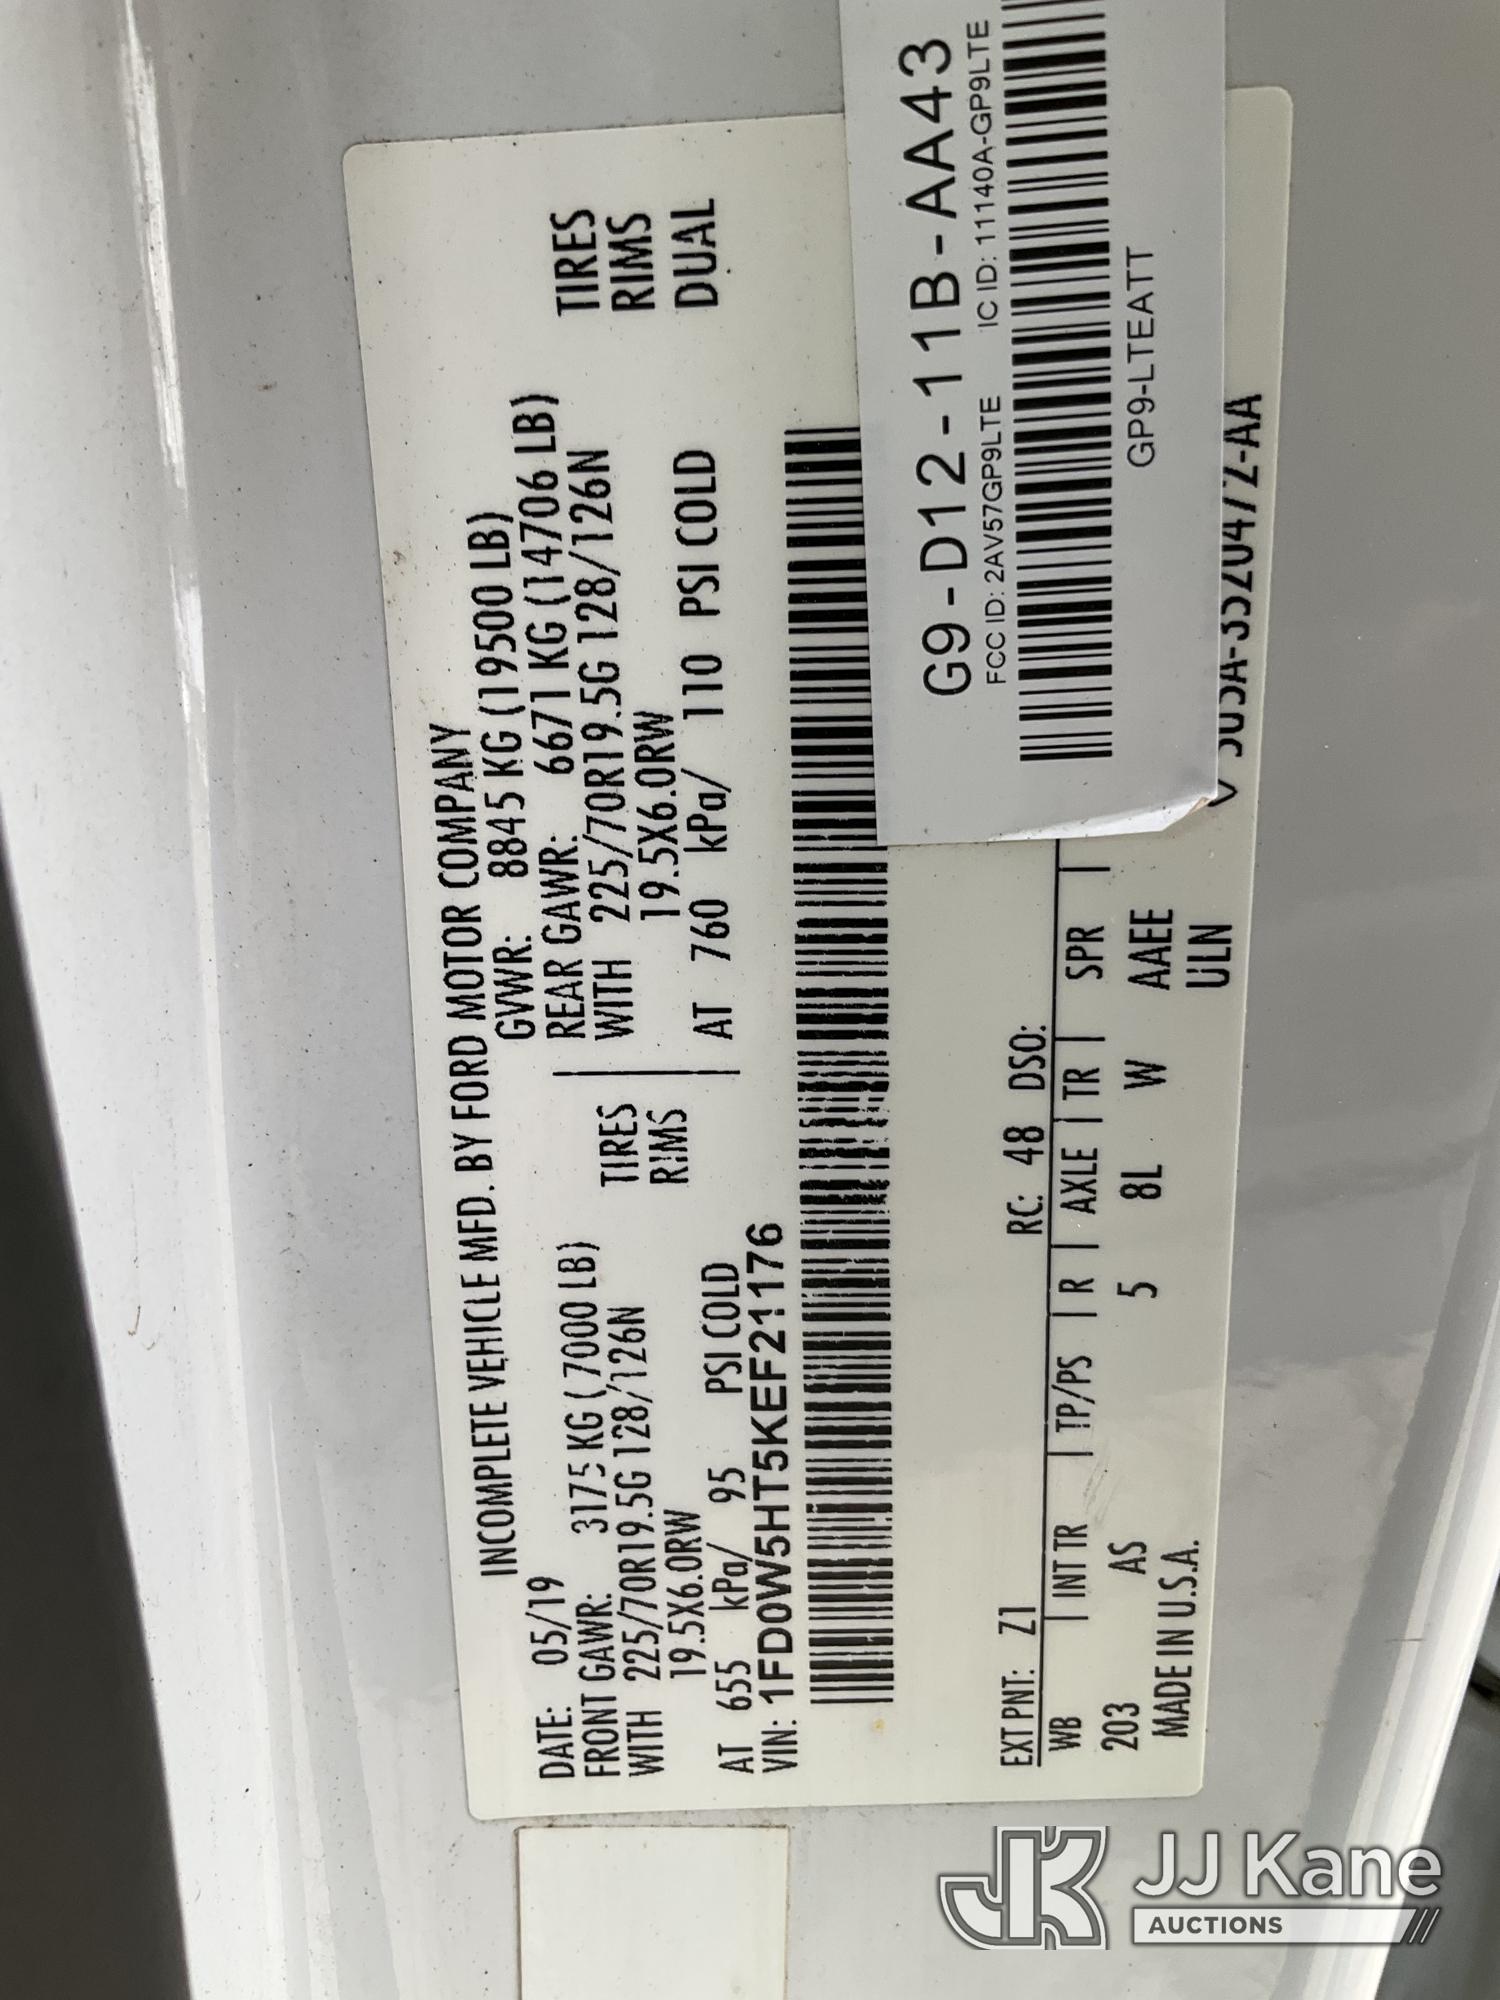 INCOMPLETE VEHICLE MFD. BY FORD MOTOR COMPANY
DATE: 05/19 GVWR: 8845 KG (19500 LB)
FRONT GAWR: 3175 KG ( 7000 LB) REAR GAWR: 6671 KG (14706 LB)
WITH 225/70R19.5G 128/126N TIRES WITH 225/70R19.5G 128/126N TIRES
19.5X6.0RW RIMS 19.5X6.0RW RIMS
AT 655 kPa/ 95 PSI COLD AT 760 kPa/ 110 PSI COLD DUAL
VIN: 1FD0W5HT5KEF21176
EXT PNT: Z1 RC: 48 DSO:
WB | INT TR | TP/PS | R | AXLE | TR | SPR |
203 AS 5 8L W AAEE
MADE IN U.S.A. ULN
G9-D12-11B-AA43
FCC ID: 2AV57GP9LTE IC ID: 11140A-GP9LTE
GP9-LTEATT
JK JJ Kane
AUCTIONS